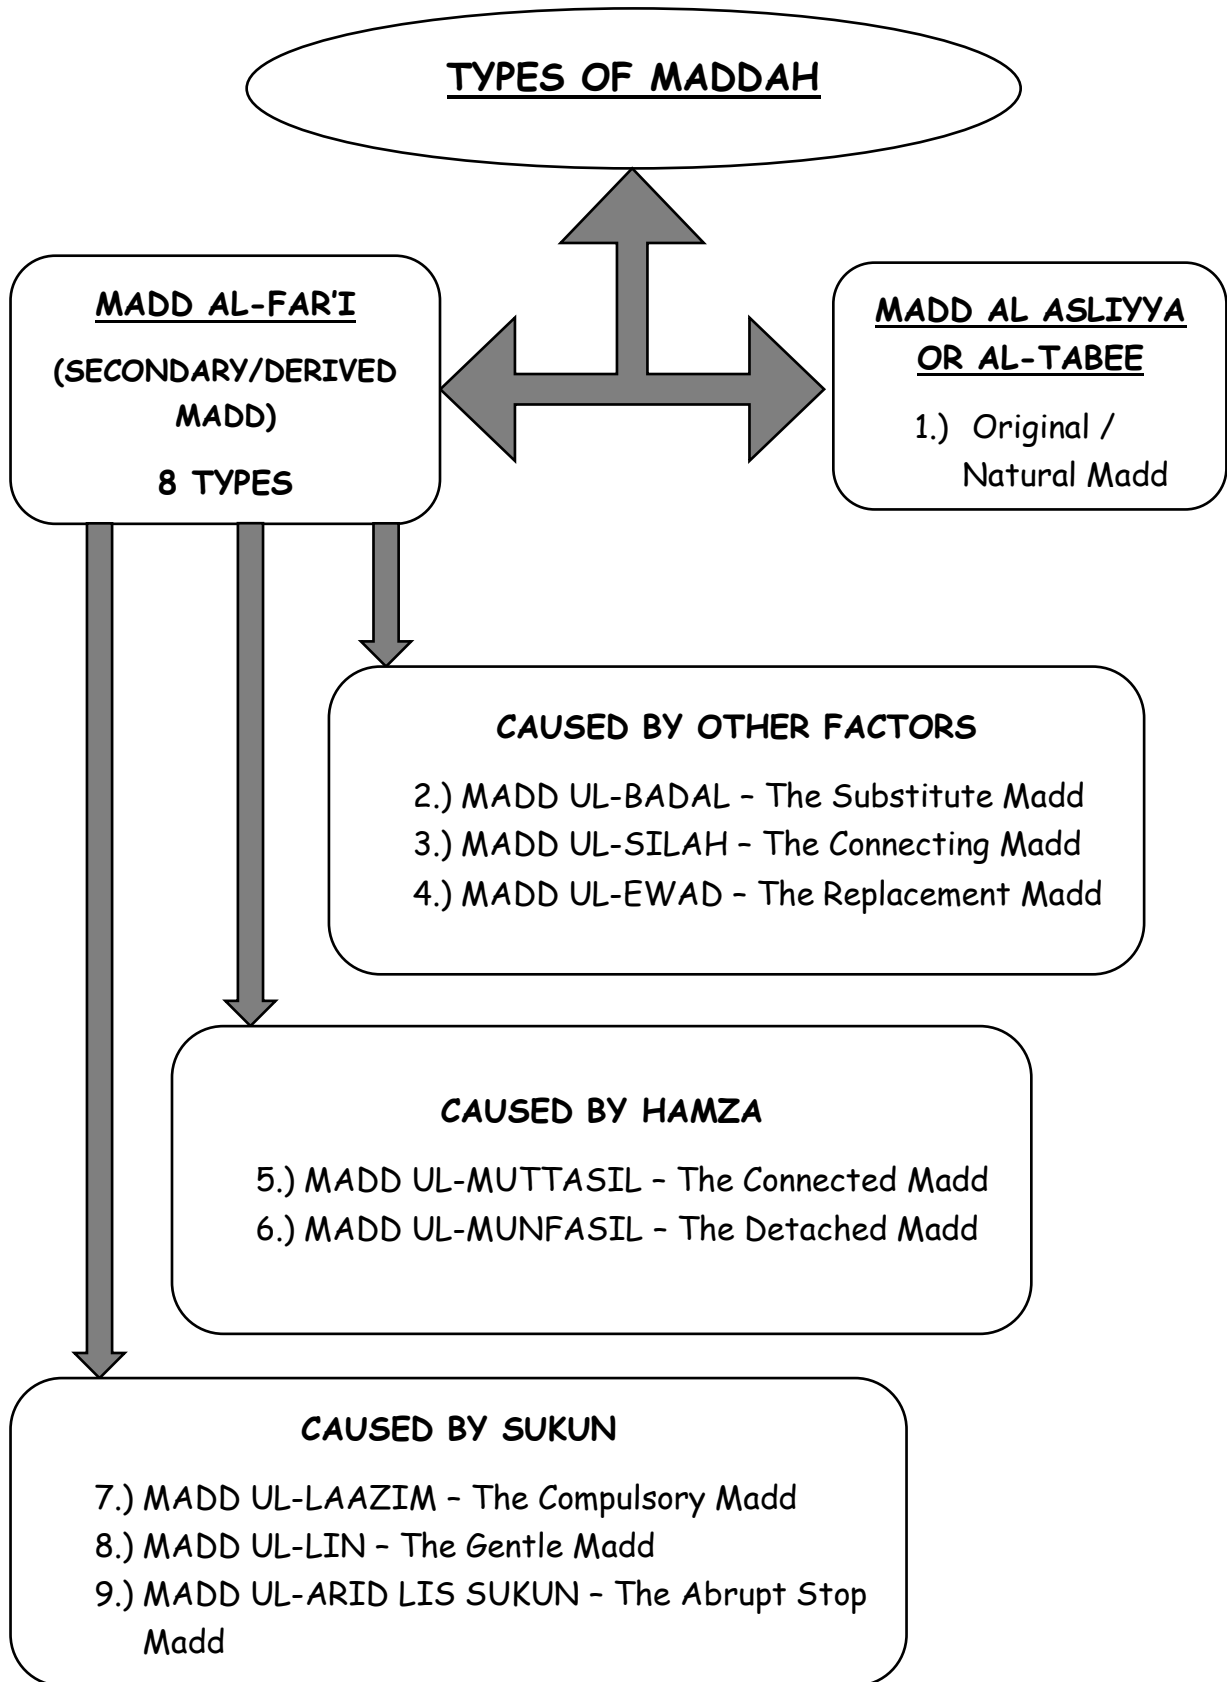 TYPES OF MADDAH
MADD AL-FAR'I
(SECONDARY/DERIVED
MADD)
8 TYPES
MADD AL ASLIYYA
OR AL-TABEE
1.) Original /
Natural Madd
CAUSED BY OTHER FACTORS
2.) MADD UL-BADAL – The Substitute Madd
3.) MADD UL-SILAH – The Connecting Madd
4.) MADD UL-EWAD – The Replacement Madd
CAUSED BY HAMZA
5.) MADD UL-MUTTASIL – The Connected Madd
6.) MADD UL-MUNFASIL – The Detached Madd
CAUSED BY SUKUN
7.) MADD UL-LAAZIM – The Compulsory Madd
8.) MADD UL-LIN – The Gentle Madd
9.) MADD UL-ARID LIS SUKUN – The Abrupt Stop
Madd